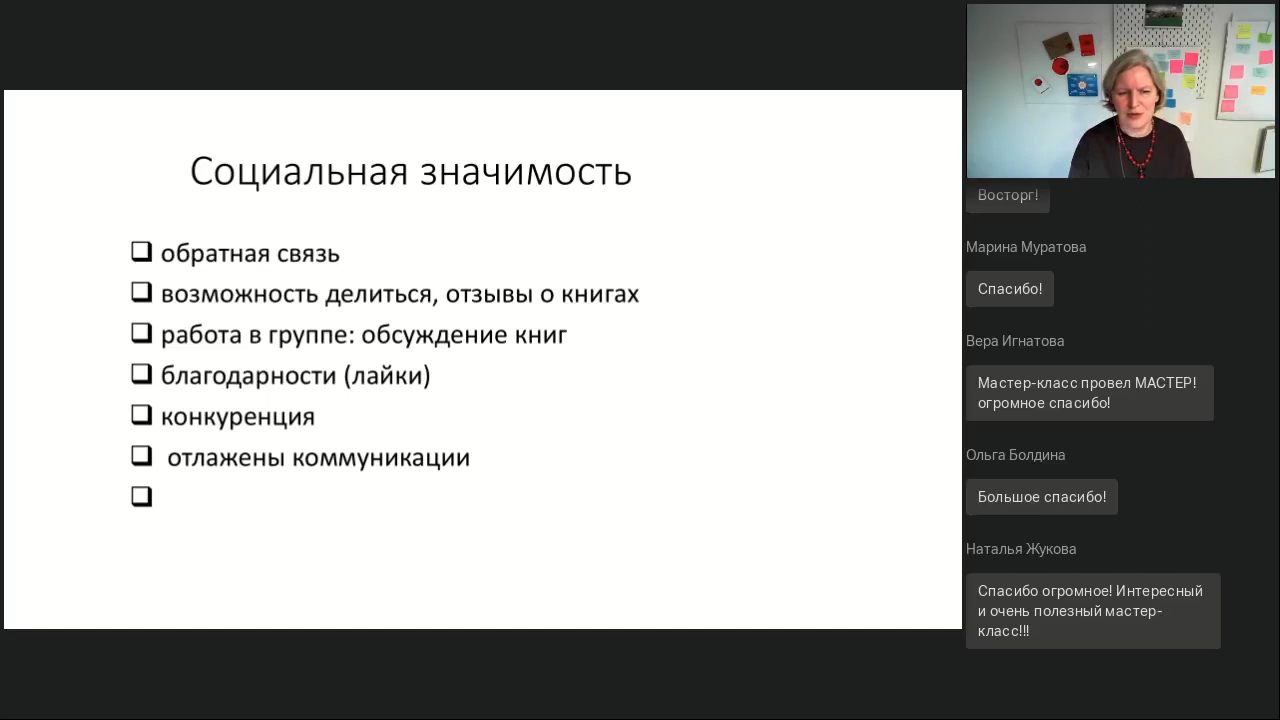 Социальная значимость
❑ обратная связь
❑ возможность делиться, отзывы о книгах
❑ работа в группе: обсуждение книг
❑ благодарности (лайки)
❑ конкуренция
❑ отлажены коммуникации
❑
Восторг!
Марина Муратова
Спасибо!
Вера Игнатова
Мастер-класс провел МАСТЕР!
огромное спасибо!
Ольга Болдина
Большое спасибо!
Наталья Жукова
Спасибо огромное! Интересный
и очень полезный мастер-
класс!!!